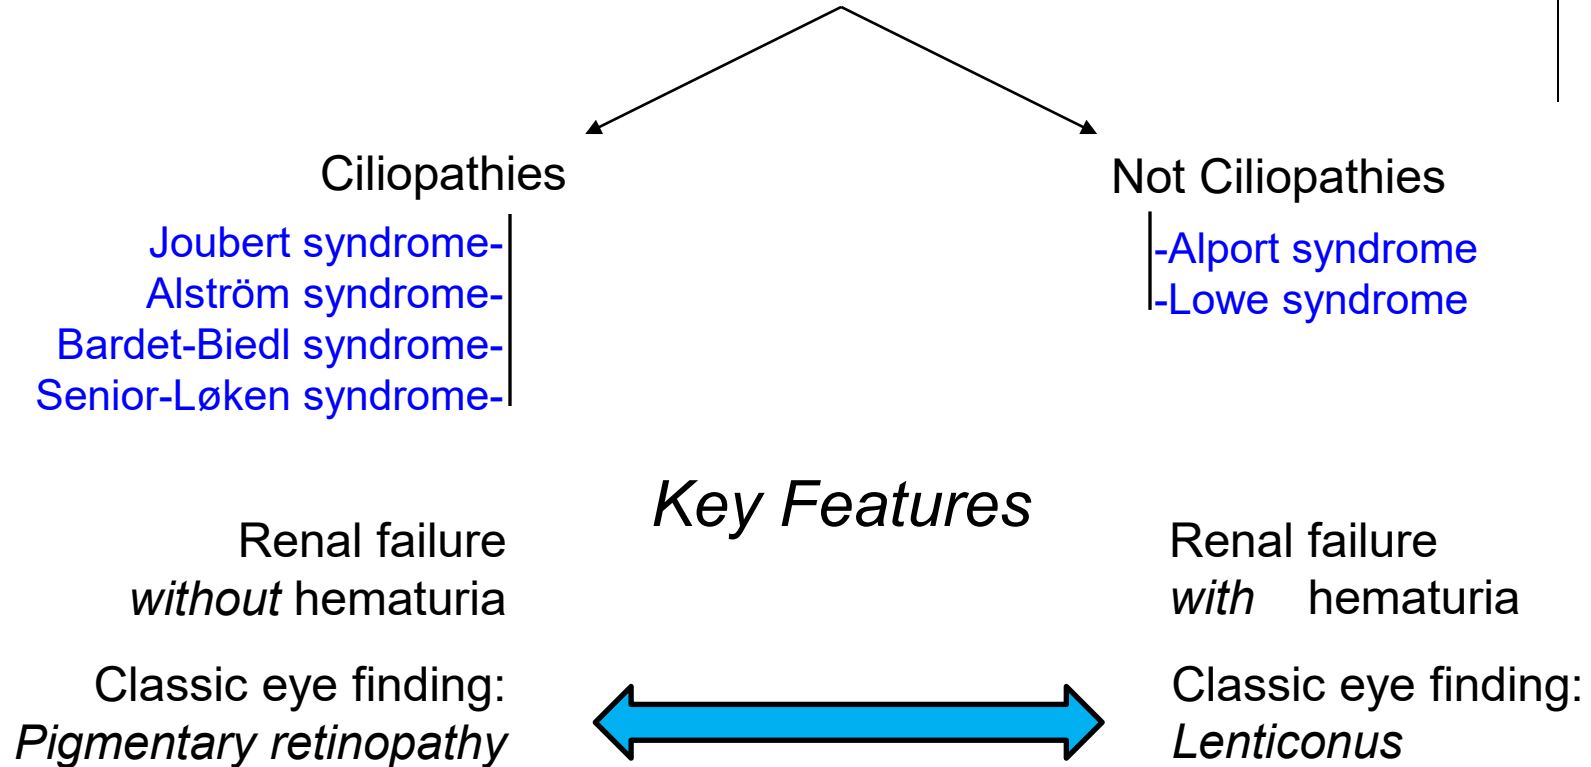 Ciliopathies
Joubert syndrome-
Alström syndrome-
Bardet-Biedl syndrome-
Senior-Løken syndrome-
Not Ciliopathies
-Alport syndrome
-Lowe syndrome
Key Features
Renal failure
without hematuria
Classic eye finding:
Pigmentary retinopathy
Renal failure
with hematuria
Classic eye finding:
Lenticonus